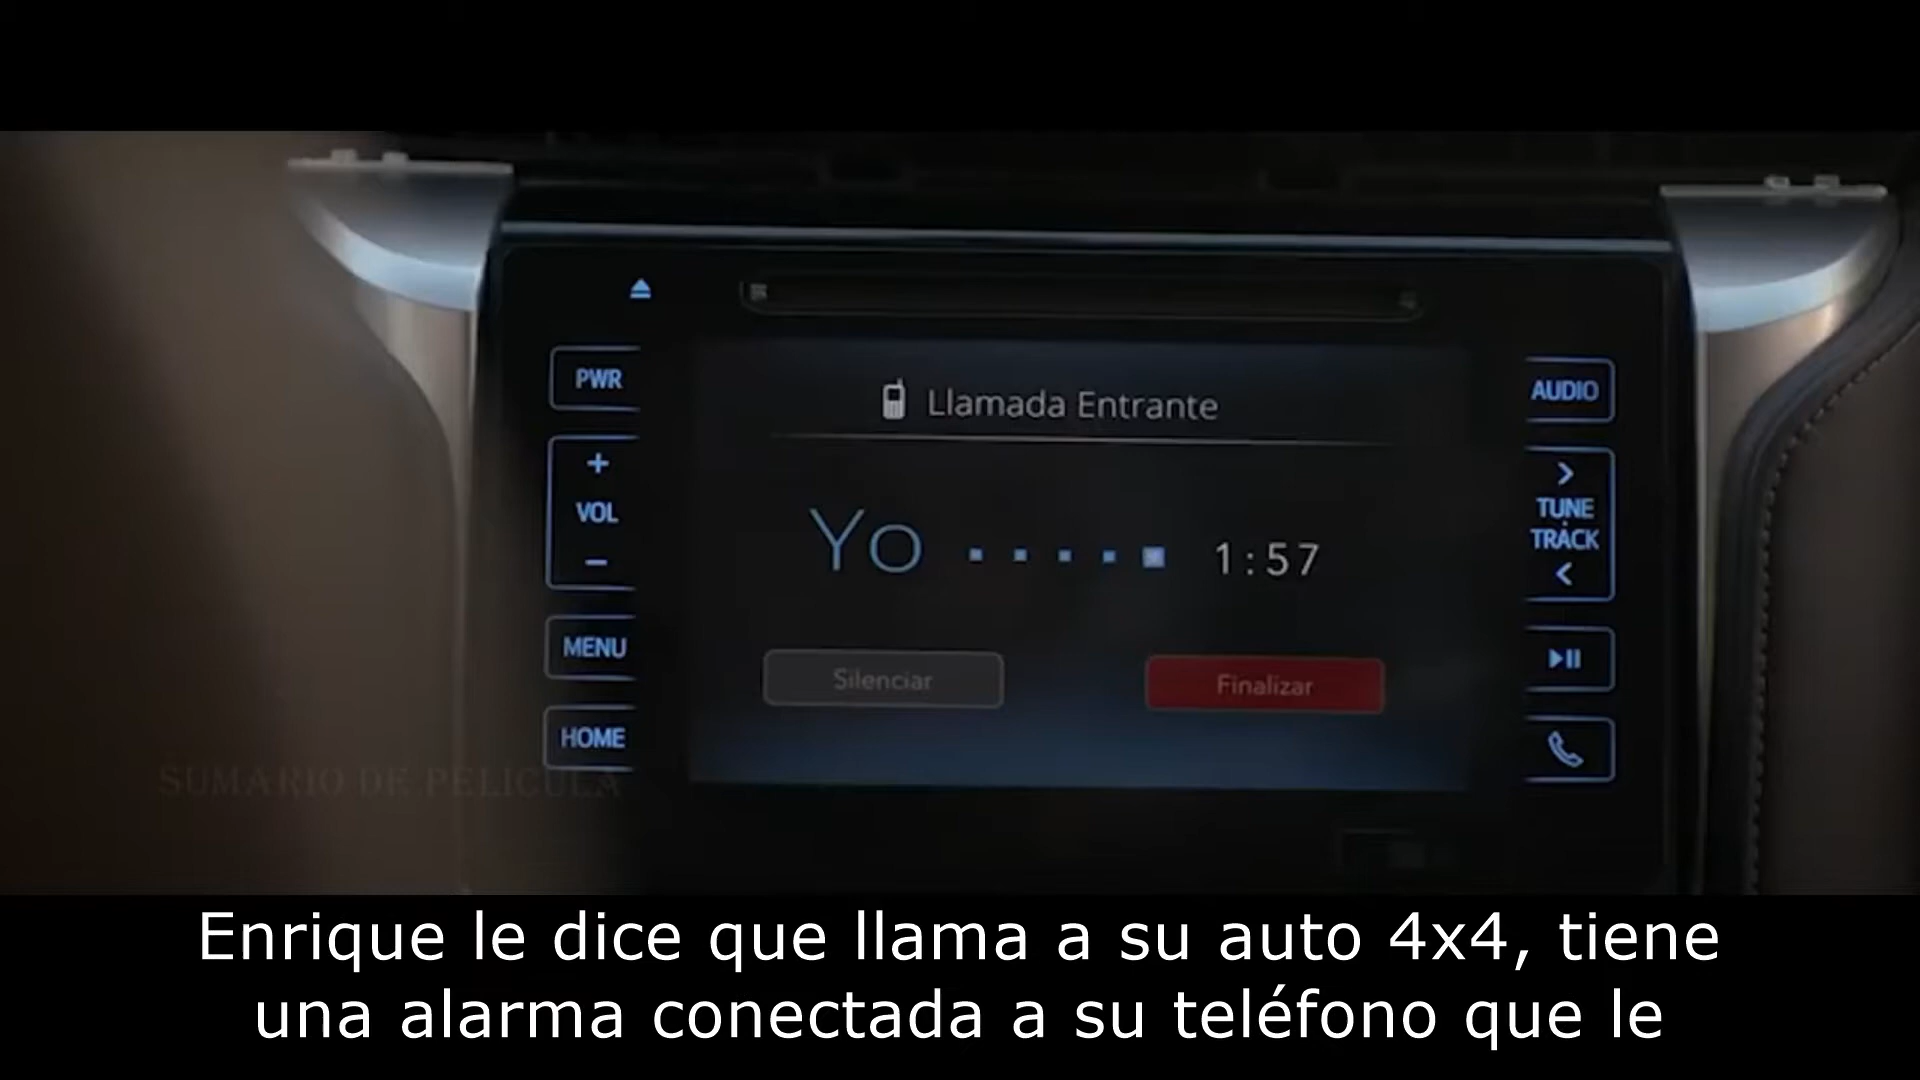 PWR
+
VOL
-
MENU
HOME
Llamada Entrante
Yo 1:57
Silenciar Finalizar
AUDIO
>
TUNE
TRACK
<
SUMARIO DE PELICULA
Enrique le dice que llama a su auto 4x4, tiene
una alarma conectada a su teléfono que le